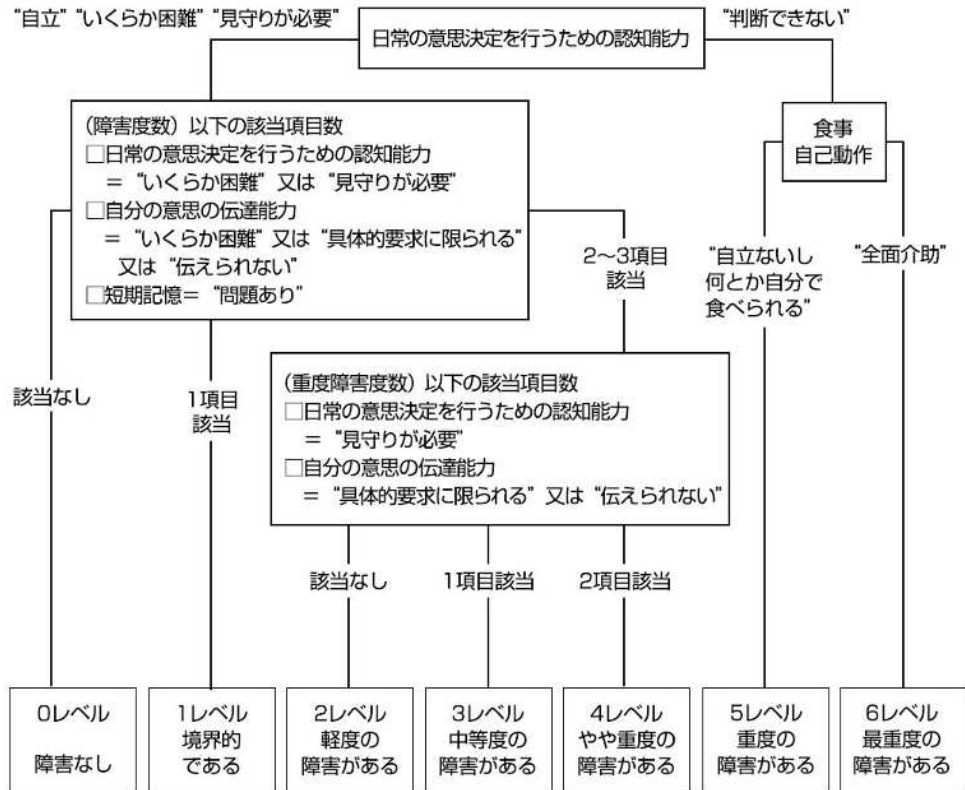 “自立” “いくらか困難” “見守りが必要”
日常の意思決定を行うための認知能力
“判断できない”
(障害度数) 以下の該当項目数
□日常の意思決定を行うための認知能力
= “いくらか困難” 又は “見守りが必要”
□自分の意思の伝達能力
= “いくらか困難” 又は “具体的要求に限られる”
又は “伝えられない”
□短期記憶= “問題あり”
食事
自己動作
2〜3項目
該当
“自立ないし
何とか自分で
食べられる”
“全面介助”
該当なし
1項目
該当
(重度障害度数) 以下の該当項目数
□日常の意思決定を行うための認知能力
= “見守りが必要”
□自分の意思の伝達能力
= “具体的要求に限られる” 又は “伝えられない”
該当なし
1項目該当
2項目該当
0レベル
障害なし
1レベル
境界的
である
2レベル
軽度の
障害がある
3レベル
中等度の
障害がある
4レベル
やや重度の
障害がある
5レベル
重度の
障害がある
6レベル
最重度の
障害がある